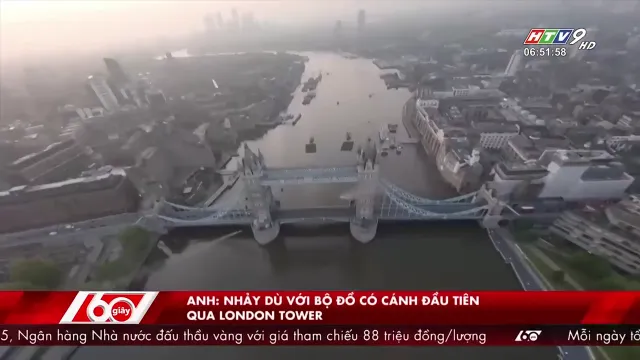 HTV9 HD
06:51:58
60 giây
ANH: NHẢY DÙ VỚI BỘ ĐỒ CÓ CÁNH ĐẦU TIÊN
QUA LONDON TOWER
5, Ngân hàng Nhà nước đấu thầu vàng với giá tham chiếu 88 triệu đồng/lượng 60 Mỗi ngày tố